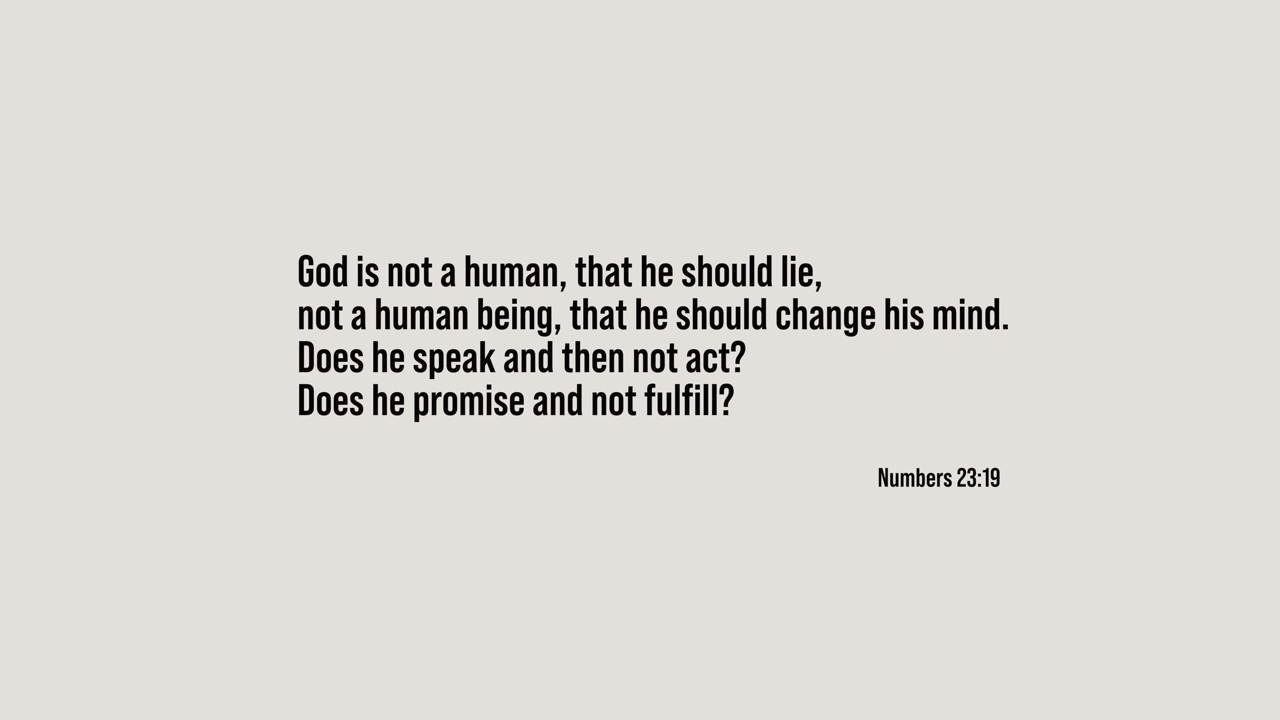 God is not a human, that he should lie,
not a human being, that he should change his mind.
Does he speak and then not act?
Does he promise and not fulfill?
Numbers 23:19